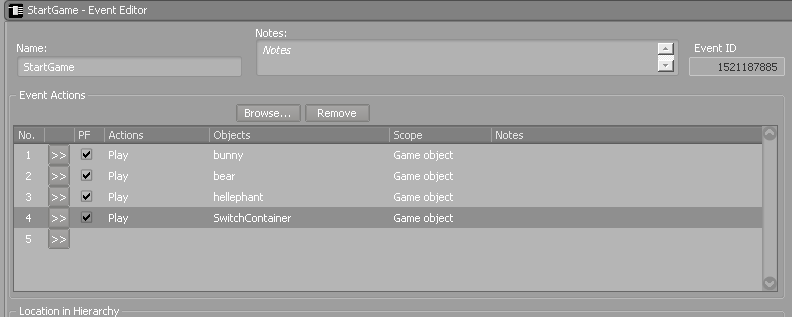 StartGame - Event Editor
Notes:
Name:
Notes
Event ID
StartGame
1521187885
Event Actions
Browse... Remove
No. PF Actions Objects Scope Notes
1 >> Play bunny Game object
2 >> Play bear Game object
3 >> Play hellephant Game object
4 >> Play SwitchContainer Game object
5 >>
Location in Hierarchy